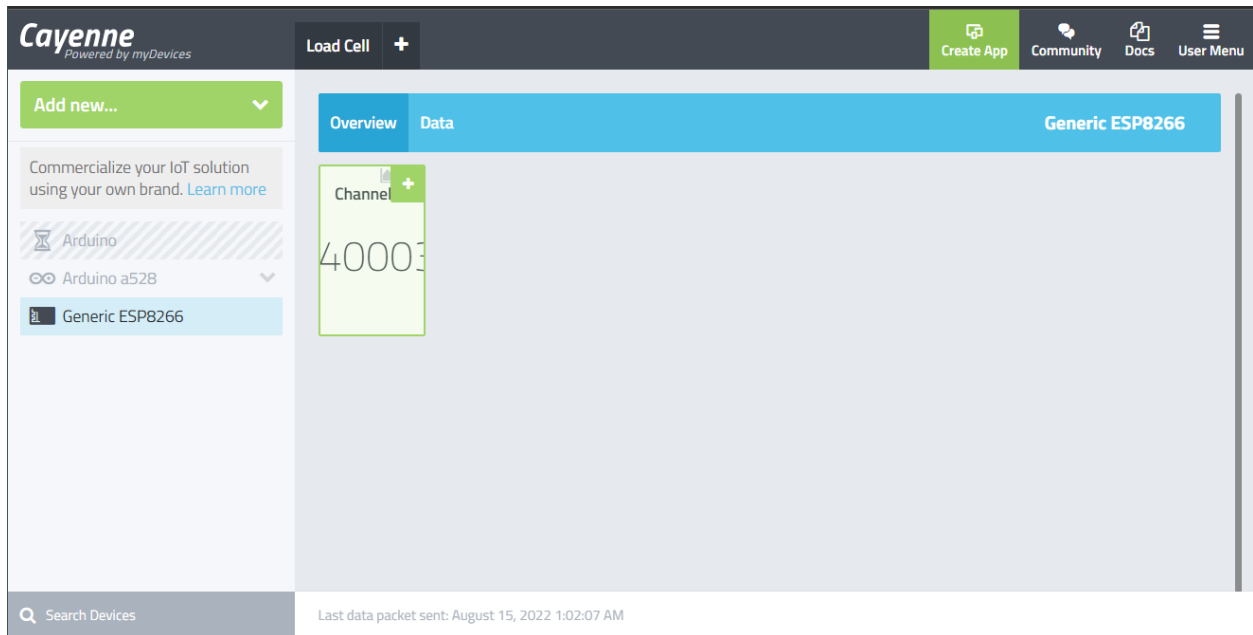 Cayenne
Powered by myDevices
Load Cell +
Create App
Community
Docs
User Menu
Add new...
Commercialize your IoT solution
using your own brand. Learn more
Arduino
Arduino a528
Generic ESP8266
Overview
Data
Generic ESP8266
Channel
+
Search Devices
Last data packet sent: August 15, 2022 1:02:07 AM